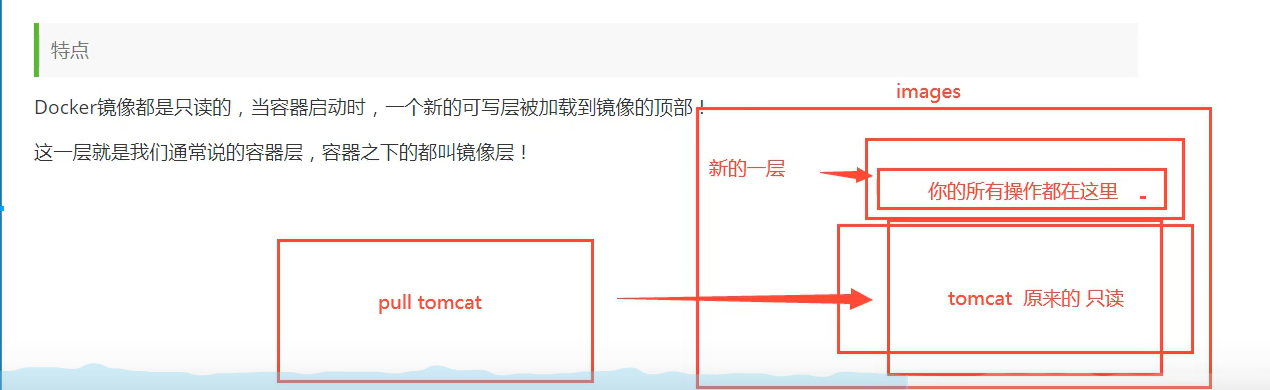 特点
Docker镜像都是只读的，当容器启动时，一个新的可写层被加载到镜像的顶部！
这一层就是我们通常说的容器层，容器之下的都叫镜像层！
images
新的一层
你的所有操作都在这里
pull tomcat
tomcat 原来的 只读